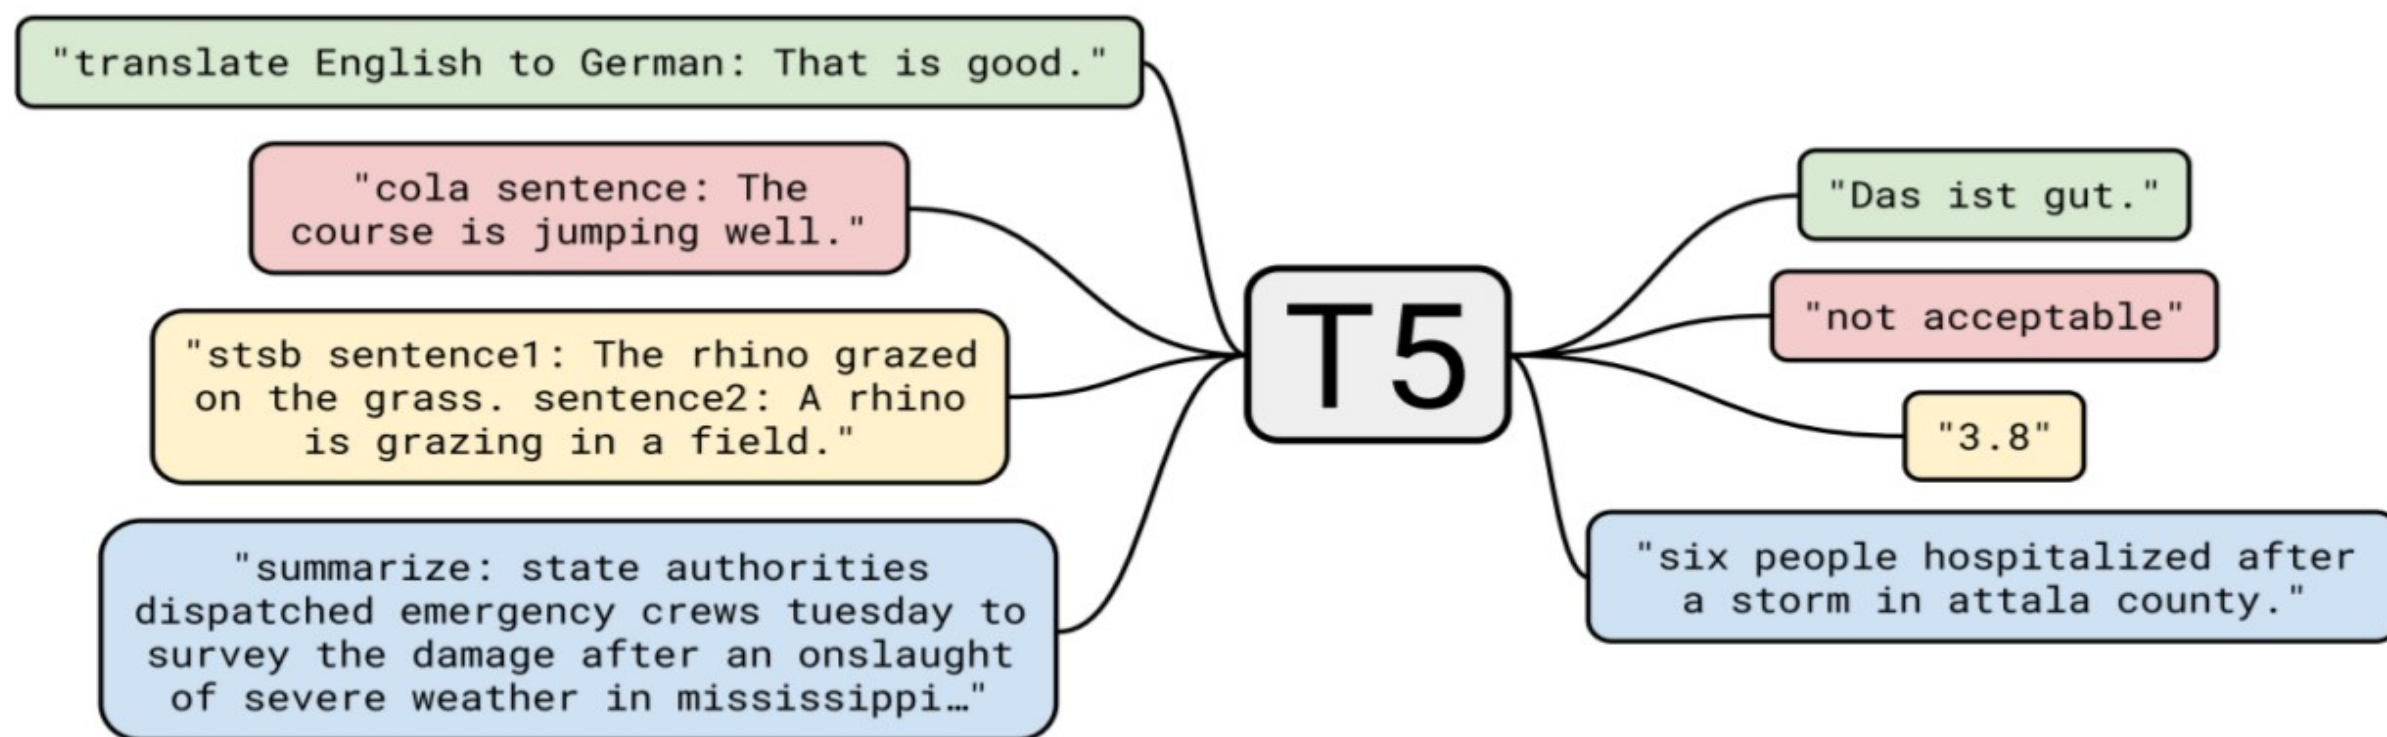 "translate English to German: That is good."
"cola sentence: The
course is jumping well."
"stsb sentence1: The rhino grazed
on the grass. sentence2: A rhino
is grazing in a field."
"summarize: state authorities
dispatched emergency crews tuesday to
survey the damage after an onslaught
of severe weather in mississippi…"
T5
"Das ist gut."
"not acceptable"
"3.8"
"six people hospitalized after
a storm in attala county."